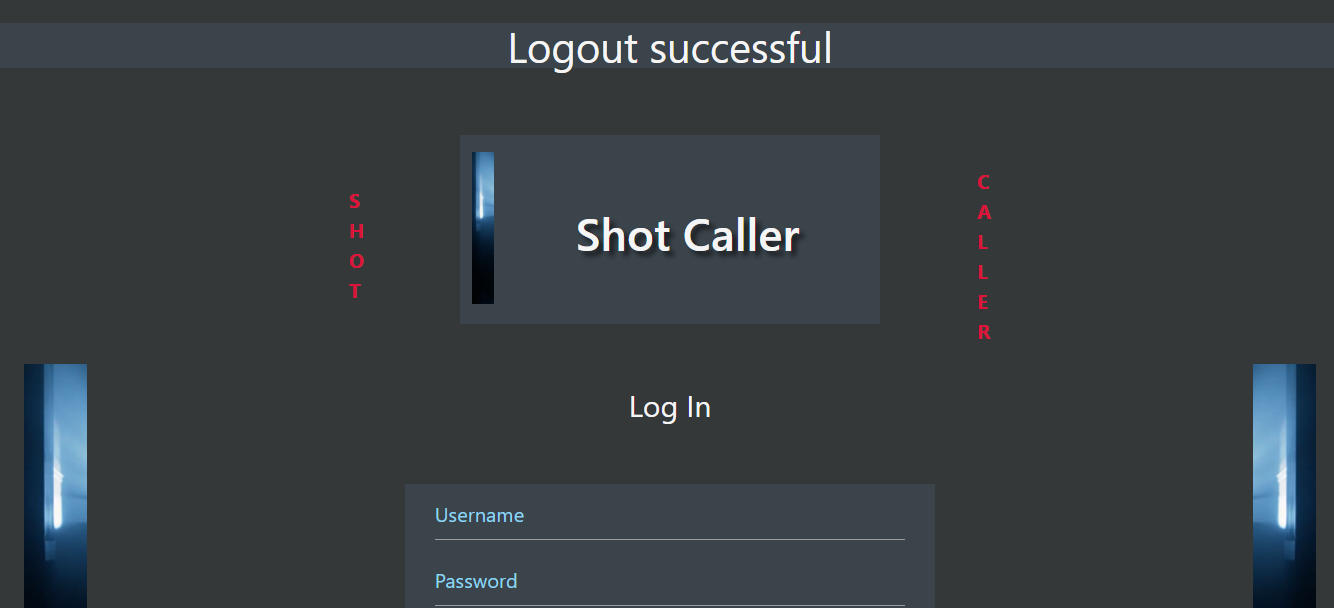 Logout successful
S
H
O
T
Shot Caller
C
A
L
L
E
R
Log In
Username
Password